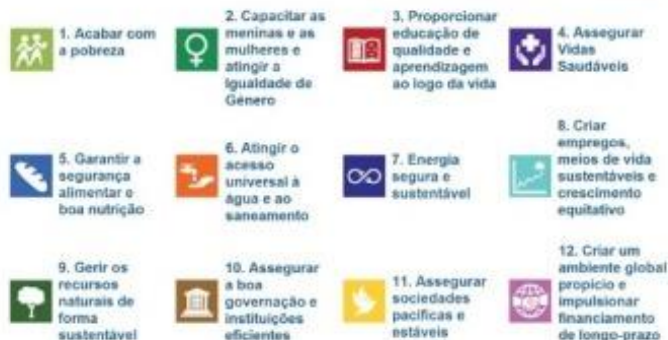 1. Acabar com
a pobreza
2. Capacitar as
meninas e as
mulheres e
atingir a
Igualdade de
Género
3. Proporcionar
educação de
qualidade e
aprendizagem
ao logo da vida
4. Assegurar
Vidas
Saudáveis
5. Garantir a
segurança
alimentar e
boa nutrição
6. Atingir o
acesso
universal à
água e ao
saneamento
7. Energia
segura e
sustentável
8. Criar
empregos,
meios de vida
sustentáveis e
crescimento
equitativo
9. Gerir os
recursos
naturais de
forma
sustentável
10. Assegurar
a boa
governação e
instituições
eficientes
11. Assegurar
sociedades
pacíficas e
estáveis
12. Criar um
ambiente global
propício e
impulsionar
financiamento
de longo-prazo